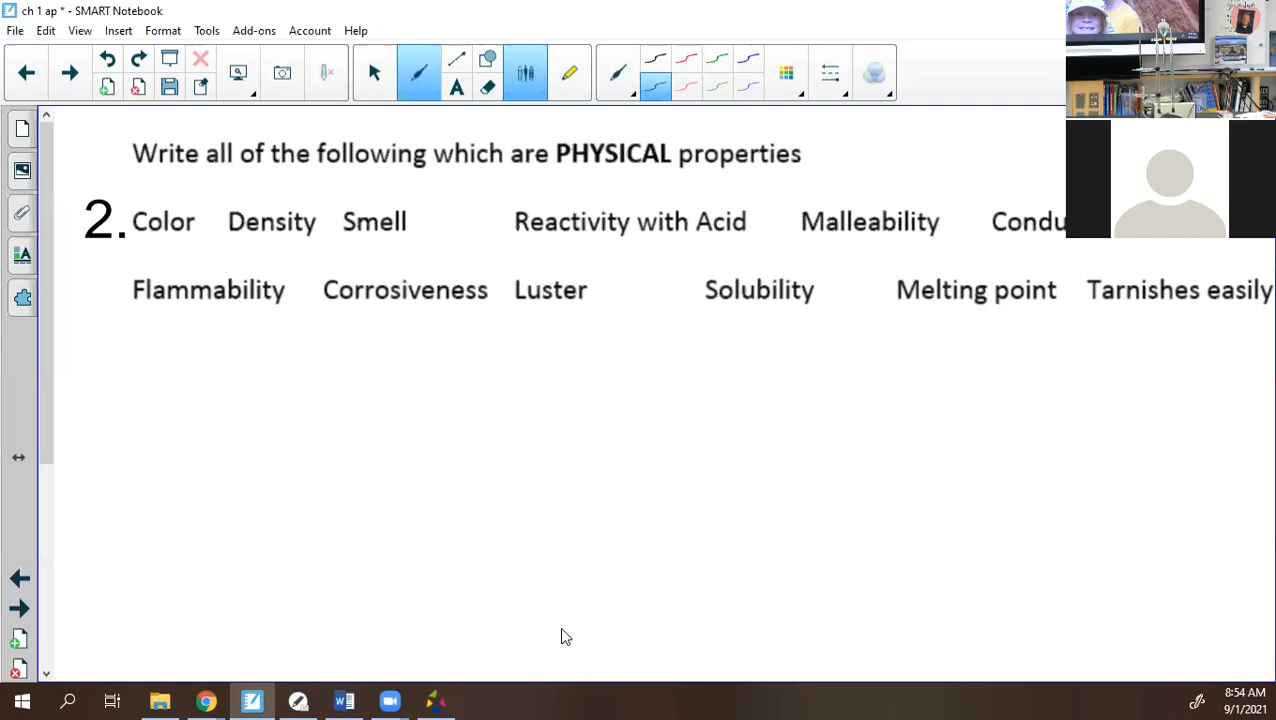 ch 1 ap * - SMART Notebook
File Edit View Insert Format Tools Add-ons Account Help
Write all of the following which are PHYSICAL properties
2. Color Density Smell Reactivity with Acid Malleability Condu
Flammability Corrosiveness Luster Solubility Melting point Tarnishes easily
8:54 AM
9/1/2021